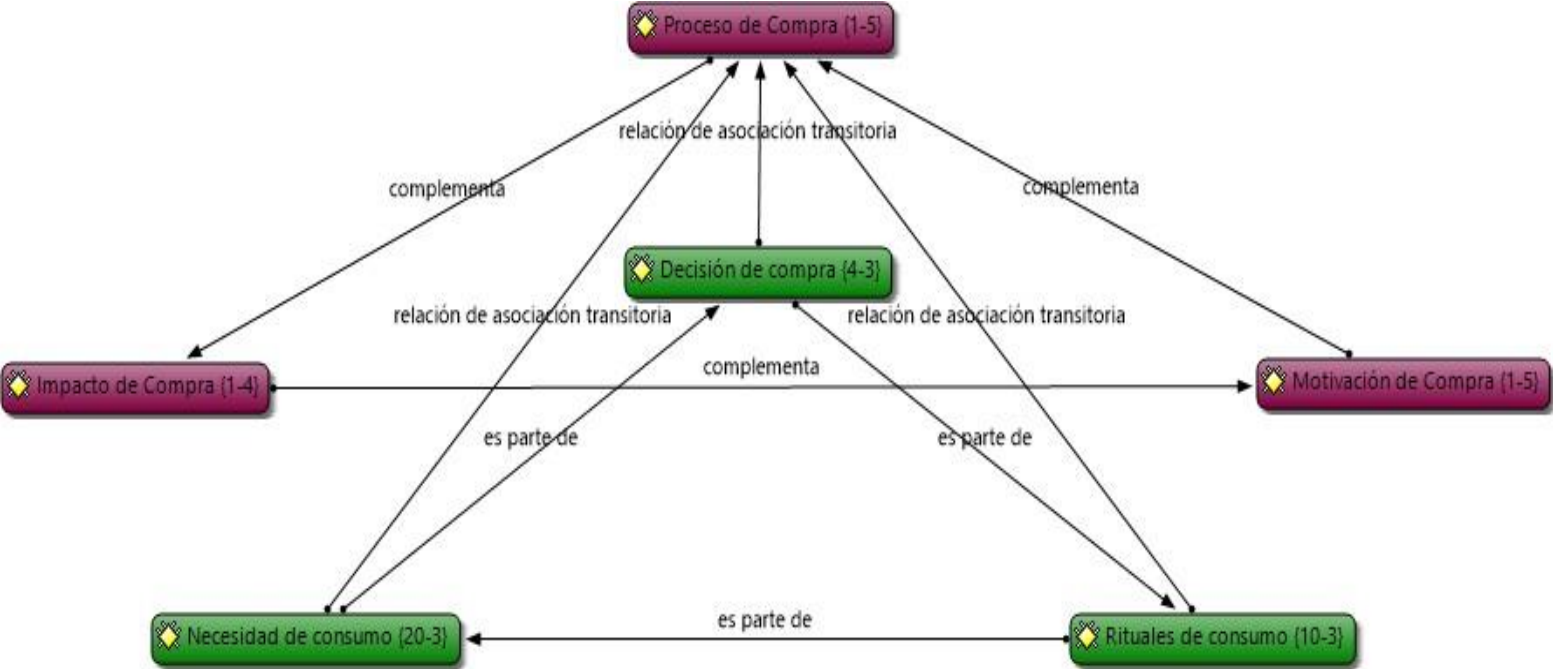 Proceso de Compra {1-5}
relación de asociación transitoria
complementa
complementa
Decisión de compra {4-3}
relación de asociación transitoria
relación de asociación transitoria
complementa
Impacto de Compra {1-4}
Motivación de Compra {1-5}
es parte de
es parte de
es parte de
Necesidad de consumo {20-3}
Rituales de consumo {10-3}